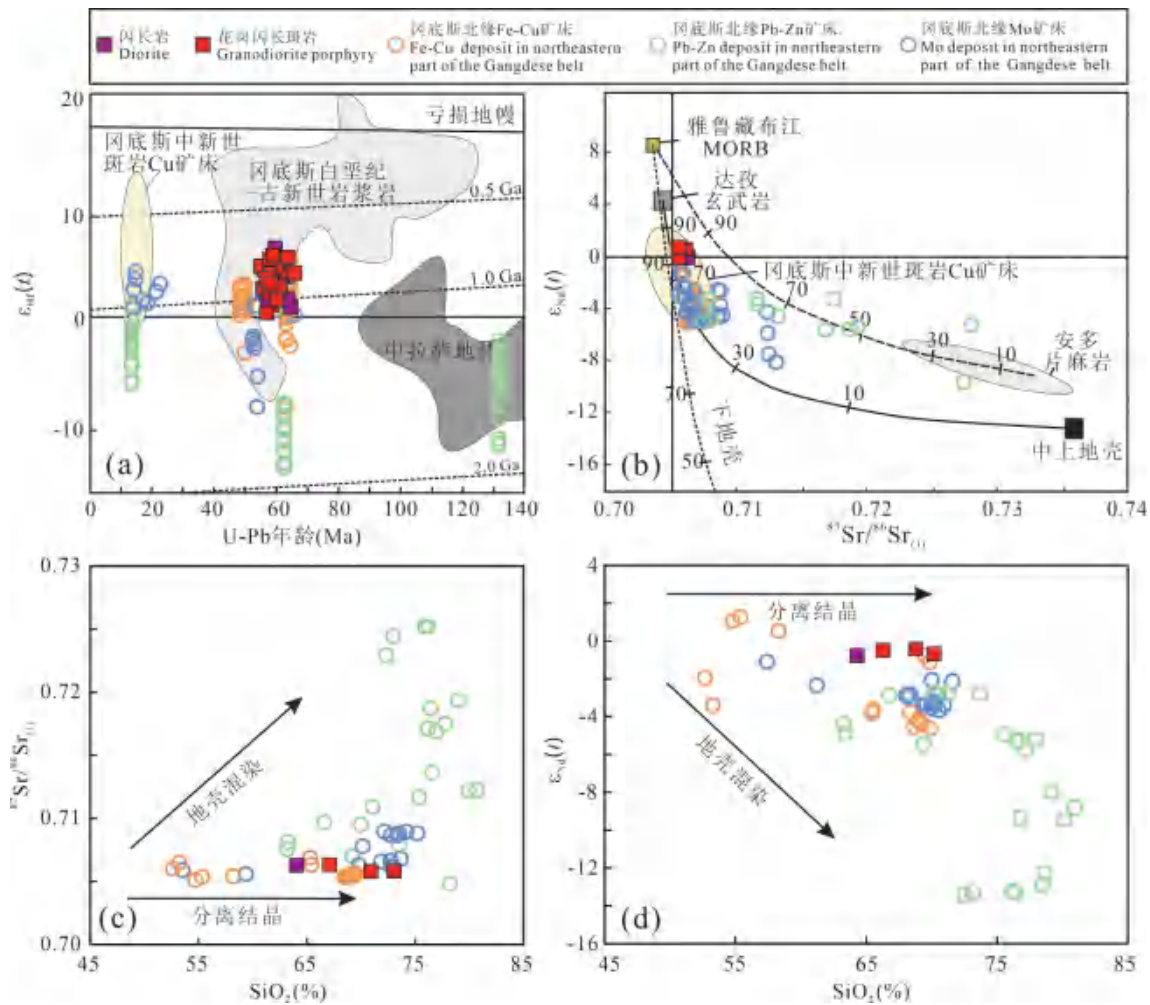 闪长岩
Diorite
花岗闪长斑岩
Granodiorite porphyry
冈底斯北缘Fe-Cu矿床
Fe-Cu deposit in northeastern
part of the Gangdese belt
冈底斯北缘Pb-Zn矿床
Pb-Zn deposit in northeastern
part of the Gangdese belt
冈底斯北缘Mo矿床
Mo deposit in northeastern
part of the Gangdese belt
20
10
0
-10
εHf(t)
亏损地幔
冈底斯中新世
斑岩Cu矿床
冈底斯白垩纪
古新世岩浆岩
0.5 Ga
1.0 Ga
中拉萨地
2.0 Ga
(a)
0 20 40 60 80 100 120 140
U-Pb年龄(Ma)
8
4
0
-4
-8
-12
-16
εNd(t)
雅鲁藏布江
MORB
达孜
玄武岩
90
90
90
70
冈底斯中新世斑岩Cu矿床
70
50
30
10
安多
片麻岩
30
10
70
下地壳
50
中上地壳
(b)
0.70 0.71 0.72 0.73 0.74
⁸⁷Sr/⁸⁶Sr(i)
0.73
0.72
0.71
0.70
⁸⁷Sr/⁸⁶Sr(i)
地壳混染
分离结晶
(c)
45 55 65 75 85
SiO₂(%)
4
0
-4
-8
-12
-16
εNd(t)
分离结晶
地壳混染
(d)
45 55 65 75 85
SiO₂(%)